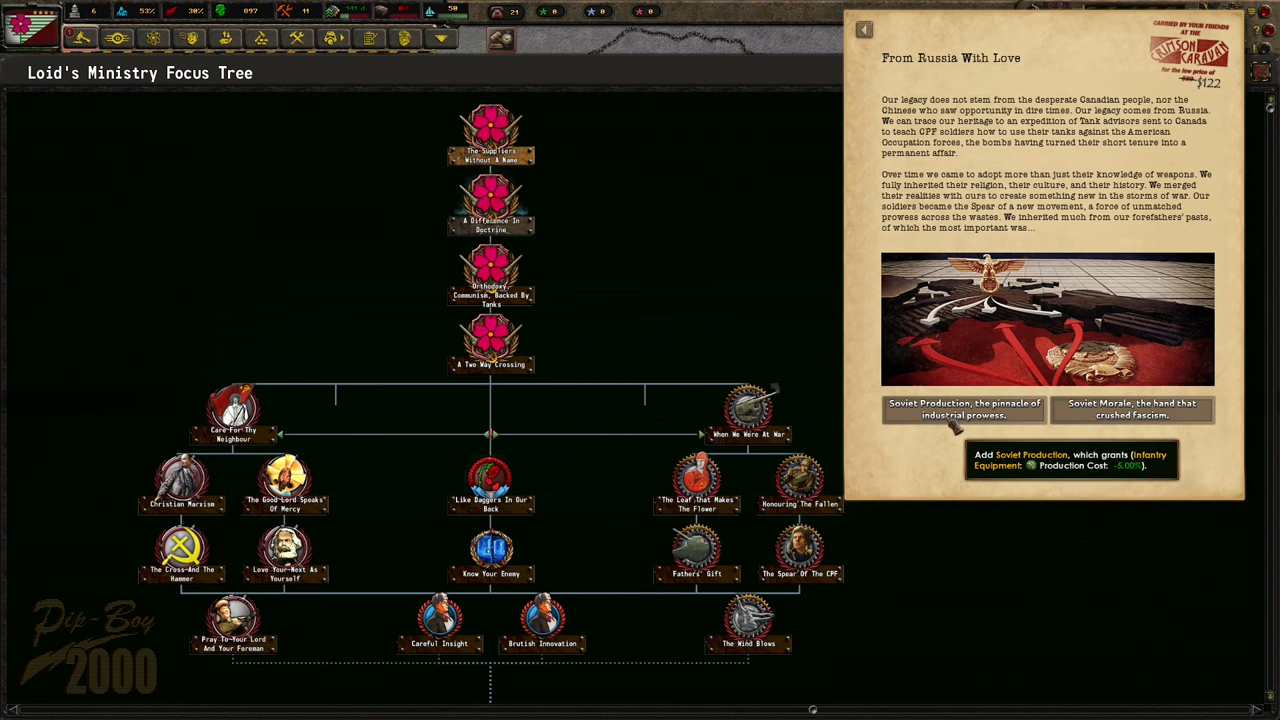 6
53%
30%
897
11
141 d
0%
50
21
0
0
0
Loid's Ministry Focus Tree
The Suppliers
Without A Name
A Difference In
Doctrine
Orthodoxy,
Communism, Backed By
Tanks
A Two Way Crossing
Care For Thy
Neighbour
When We Were At War
Christian Marxism
The Good Lord Speaks
Of Mercy
Like Daggers In Our
Back
The Leaf That Makes
The Flower
Honouring The Fallen
The Cross And The
Hammer
Love Your Next As
Yourself
Know Your Enemy
Fathers' Gift
The Spear Of The CPF
Pray To Your Lord
And Your Foreman
Careful Insight
Brutish Innovation
The Wind Blows
Pip-Boy
2000
From Russia With Love
CARRIED BY YOUR FRIENDS
AT THE
CRIMSON
CARAVAN
for the low price of
$122
Our legacy does not stem from the desperate Canadian people, nor the
Chinese who saw opportunity in dire times. Our legacy comes from Russia.
We can trace our heritage to an expedition of Tank advisors sent to Canada
to teach CPF soldiers how to use their tanks against the American
Occupation forces, the bombs having turned their short tenure into a
permanent affair.
Over time we came to adopt more than just their knowledge of weapons. We
fully inherited their religion, their culture, and their history. We merged
their realities with ours to create something new in the storms of war. Our
soldiers became the Spear of a new movement, a force of unmatched
prowess across the wastes. We inherited much from our forefathers' pasts,
of which the most important was...
Soviet Production, the pinnacle of
industrial prowess.
Soviet Morale, the hand that
crushed fascism.
Add Soviet Production, which grants (Infantry
Equipment: Production Cost: -5.00%).